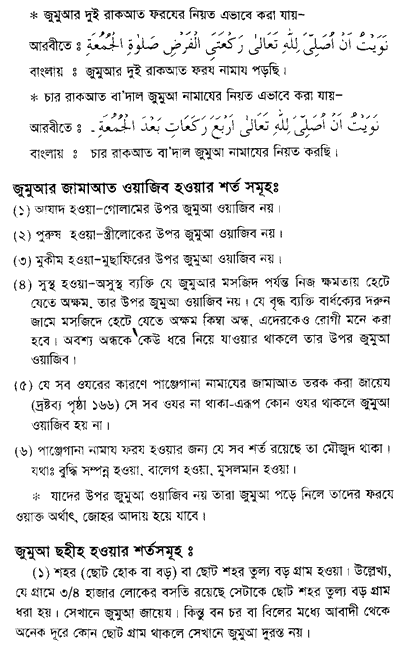 * জুমুআর দুই রাকআত ফরযের নিয়ত এভাবে করা যায়–
আরবীতে : نَوَيْتُ اَنْ اُصَلِّىَ لِلّٰهِ تَعَالٰى رَكْعَتَىِ الْفَرْضِ صَلٰوةِ الْجُمُعَةِ
বাংলায় : জুমুআর দুই রাকআত ফরয নামায পড়ছি।
* চার রাকআত বা'দাল জুমুআ নামাযের নিয়ত এভাবে করা যায়–
আরবীতে : نَوَيْتُ اَنْ اُصَلِّىَ لِلّٰهِ تَعَالٰى اَرْبَعَ رَكَعَاتِ بَعْدَ الْجُمُعَةِ ۔
বাংলায় : চার রাকআত বা'দাল জুমুআ নামাযের নিয়ত করছি।
জুমুআর জামাআত ওয়াজিব হওয়ার শর্ত সমূহঃ
(১) আযাদ হওয়া–গোলামের উপর জুমুআ ওয়াজিব নয়।
(২) পুরুষ হওয়া–স্ত্রীলোকের উপর জুমুআ ওয়াজিব নয়।
(৩) মুকীম হওয়া–মুছাফিরের উপর জুমুআ ওয়াজিব নয়।
(৪) সুস্থ হওয়া–অসুস্থ ব্যক্তি যে জুমুআর মসজিদ পর্যন্ত নিজ ক্ষমতায় হেটে
যেতে অক্ষম, তার উপর জুমুআ ওয়াজিব নয়। যে বৃদ্ধ ব্যক্তি বার্ধক্যের দরুন
জামে মসজিদে হেটে যেতে অক্ষম কিম্বা অন্ধ, এদেরকেও রোগী মনে করা
হবে। অবশ্য অন্ধকে কেউ ধরে নিয়ে যাওয়ার থাকলে তার উপর জুমুআ
ওয়াজিব।
(৫) যে সব ওযরের কারণে পাঞ্জেগানা নামাযের জামাআত তরক করা জায়েয
(দ্রষ্টব্য পৃষ্ঠা ১৬৬) সে সব ওযর না থাকা–এরূপ কোন ওযর থাকলে জুমুআ
ওয়াজিব হয় না।
(৬) পাঞ্জেগানা নামায ফরয হওয়ার জন্য যে সব শর্ত রয়েছে তা মৌজুদ থাকা।
যথাঃ বুদ্ধি সম্পন্ন হওয়া, বালেগ হওয়া, মুসলমান হওয়া।
* যাদের উপর জুমুআ ওয়াজিব নয় তারা জুমুআ পড়ে নিলে তাদের ফরযে
ওয়াক্ত অর্থাৎ, জোহর আদায় হয়ে যাবে।
জুমুআ ছহীহ হওয়ার শর্তসমূহ ঃ
(১) শহর (ছোট হোক বা বড়) বা ছোট শহর তুল্য বড় গ্রাম হওয়া। উল্লেখ্য,
যে গ্রামে ৩/৪ হাজার লোকের বসতি রয়েছে সেটাকে ছোট শহর তুল্য বড় গ্রাম
ধরা হয়। সেখানে জুমুআ জায়েয। কিন্তু বন চর বা বিলের মধ্যে আবাদী থেকে
অনেক দূরে কোন ছোট গ্রাম থাকলে সেখানে জুমুআ দুরস্ত নয়।